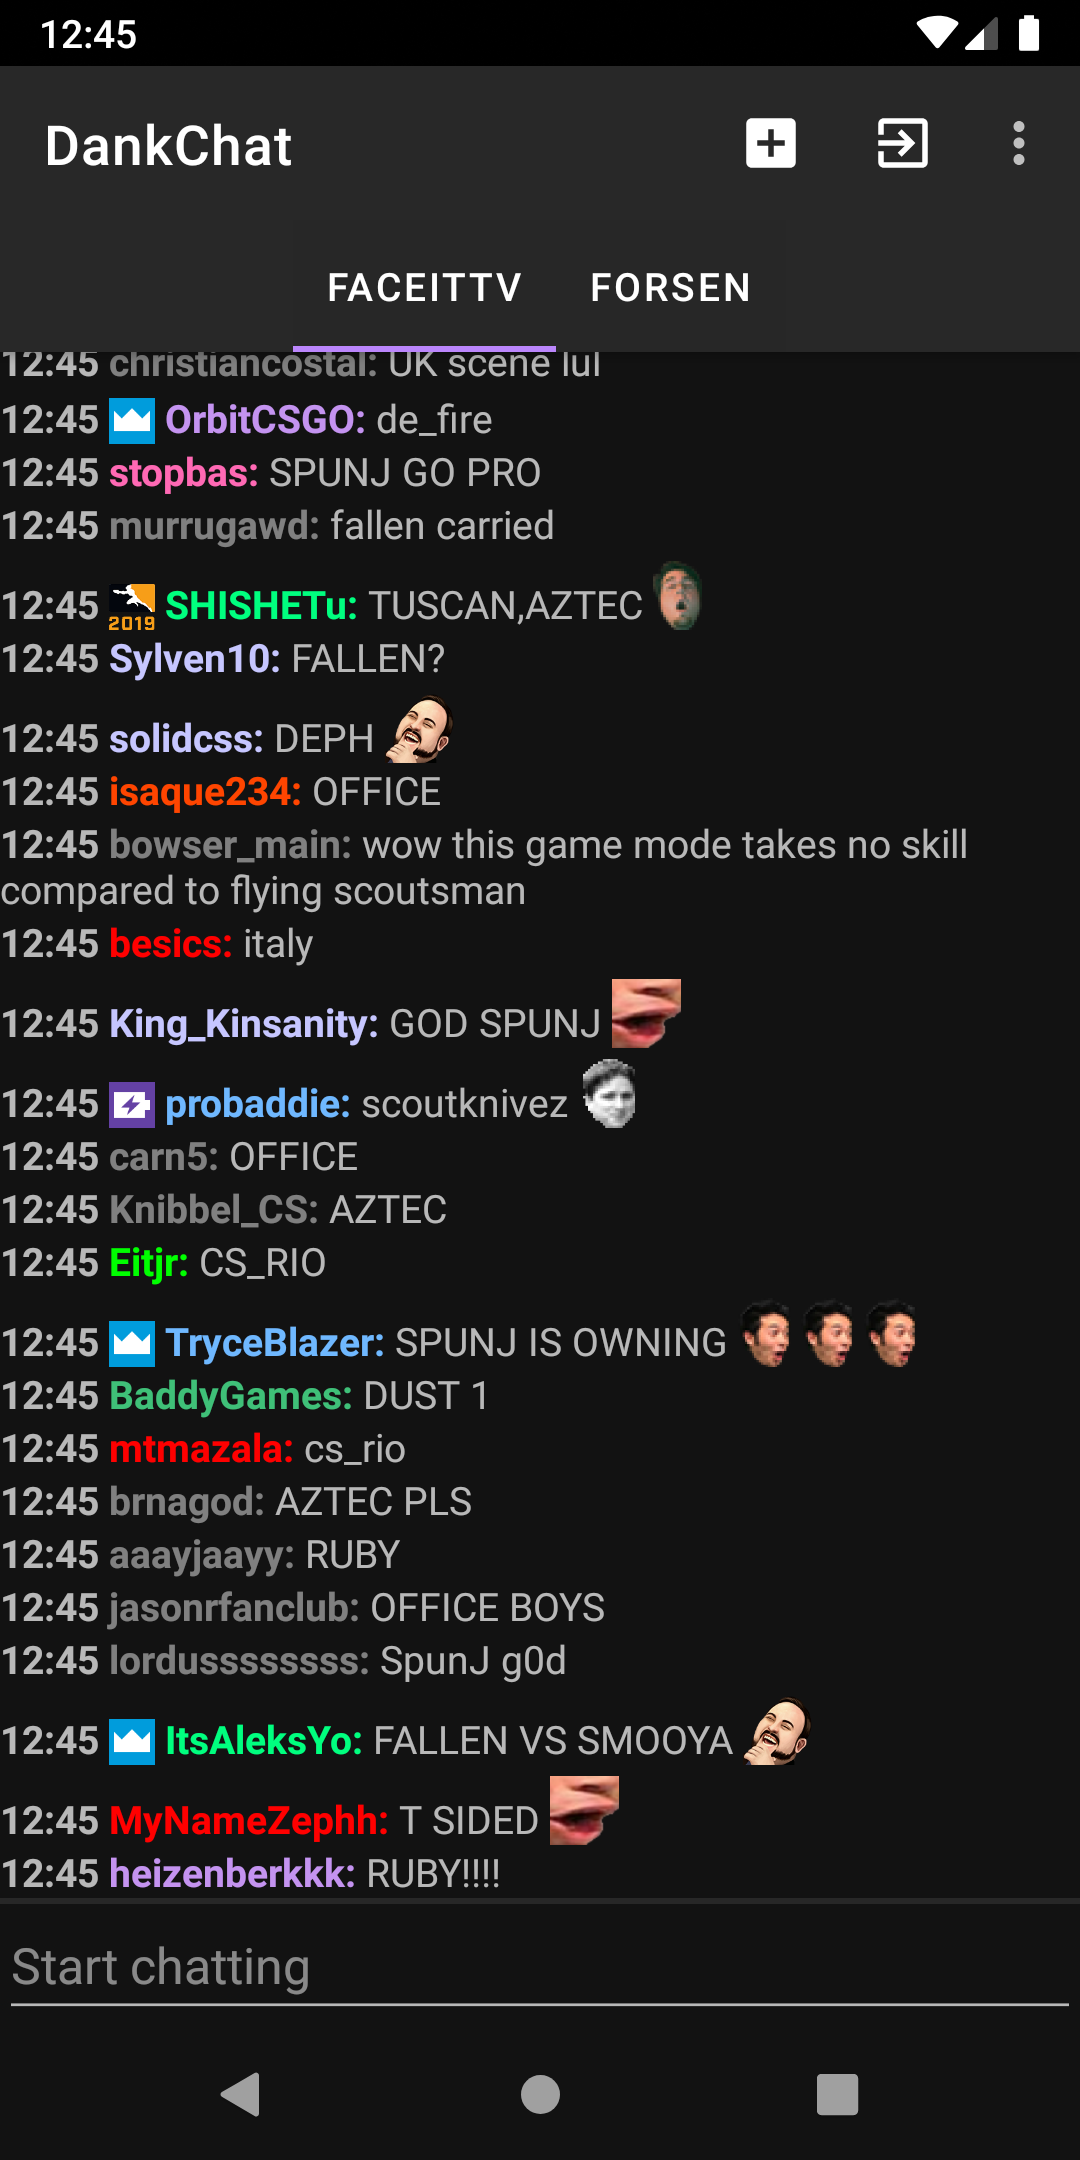 12:45
DankChat
FACEITTV FORSEN
12:45 christiancostal: UK scene lul
12:45 OrbitCSGO: de_fire
12:45 stopbas: SPUNJ GO PRO
12:45 murrugawd: fallen carried
12:45 2019 SHISHETu: TUSCAN,AZTEC
12:45 Sylven10: FALLEN?
12:45 solidcss: DEPH
12:45 isaque234: OFFICE
12:45 bowser_main: wow this game mode takes no skill
compared to flying scoutsman
12:45 besics: italy
12:45 King_Kinsanity: GOD SPUNJ
12:45 probaddie: scoutknivez
12:45 carn5: OFFICE
12:45 Knibbel_CS: AZTEC
12:45 Eitjr: CS_RIO
12:45 TryceBlazer: SPUNJ IS OWNING
12:45 BaddyGames: DUST 1
12:45 mtmazala: cs_rio
12:45 brnagod: AZTEC PLS
12:45 aaayjaayy: RUBY
12:45 jasonrfanclub: OFFICE BOYS
12:45 lordussssssss: SpunJ g0d
12:45 ItsAleksYo: FALLEN VS SMOOYA
12:45 MyNameZephh: T SIDED
12:45 heizenberkkk: RUBY!!!!
Start chatting